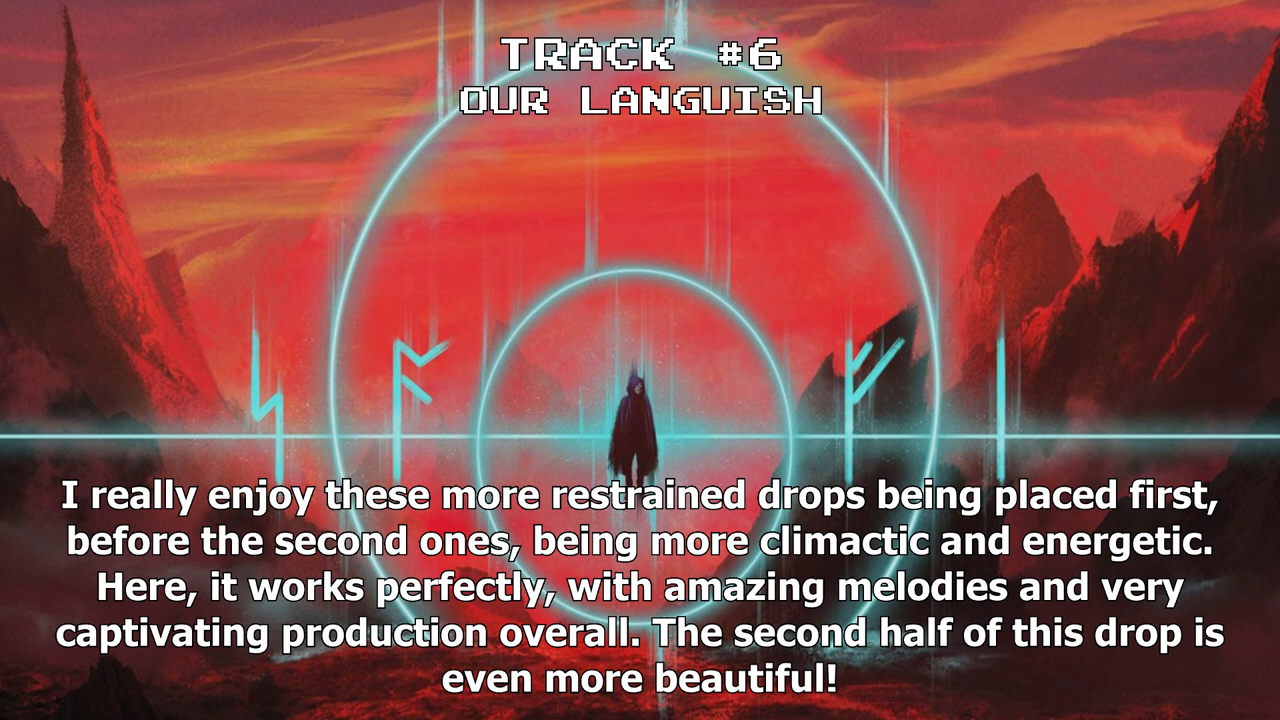 TRACK #6
OUR LANGUISH
ᛋ ᚨ ᚠ ᛁ
I really enjoy these more restrained drops being placed first,
before the second ones, being more climactic and energetic.
Here, it works perfectly, with amazing melodies and very
captivating production overall. The second half of this drop is
even more beautiful!